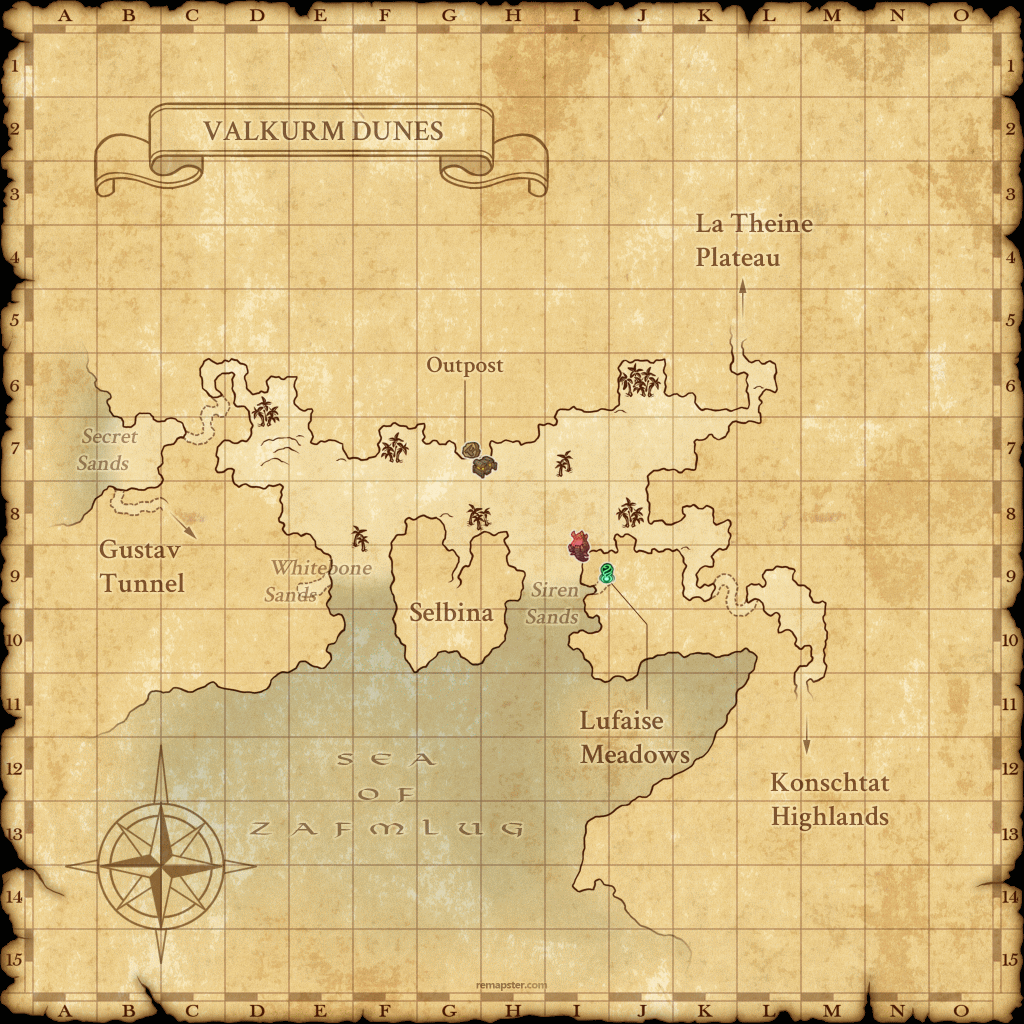 A B C D E F G H I J K L M N O
1 1
2 2
VALKURM DUNES
3 3
La Theine
4 4
Plateau
5 5
Outpost
6 6
7 7
Secret
Sands
8 8
Gustav
Tunnel
Whitebone
Sands
9 9
Siren
Sands
Selbina
10 10
11 11
Lufaise
Meadows
12 12
SEA
OF
ZAFMLUG
Konschtat
Highlands
13 13
14 14
15 15
remapster.com
A B C D E F G H I J K L M N O